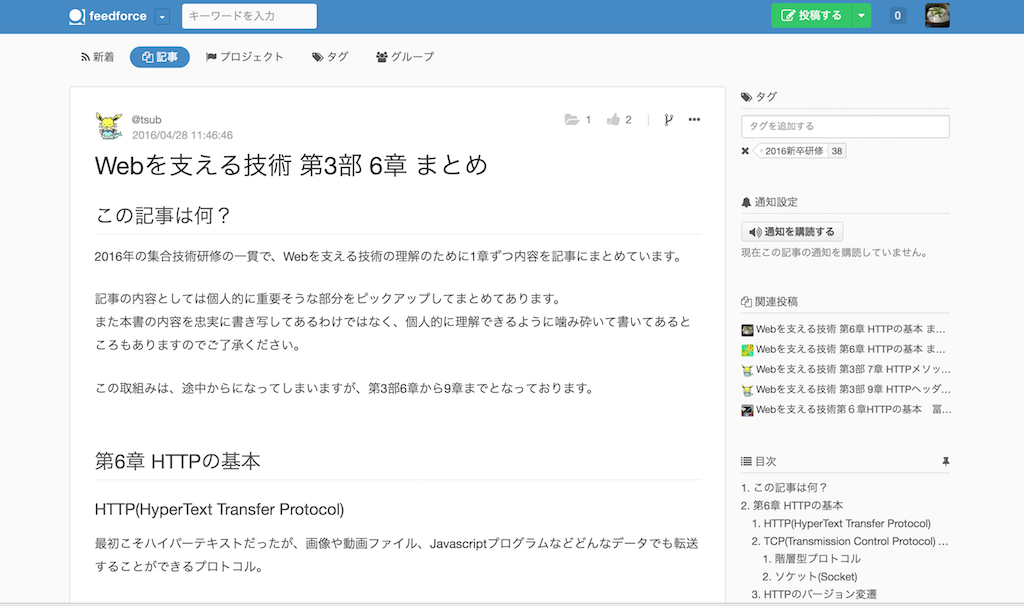 feedforce
キーワードを入力
投稿する
0
新着
記事
プロジェクト
タグ
グループ
@tsub
2016/04/28 11:46:46
1
2
Webを支える技術 第3部 6章 まとめ
この記事は何？
2016年の集合技術研修の一貫で、Webを支える技術の理解のために1章ずつ内容を記事にまとめています。
記事の内容としては個人的に重要そうな部分をピックアップしてまとめてあります。
また本書の内容を忠実に書き写してあるわけではなく、個人的に理解できるように噛み砕いて書いてあると
ころもありますのでご了承ください。
この取組みは、途中からになってしまいますが、第3部6章から9章までとなっております。
第6章 HTTPの基本
HTTP(HyperText Transfer Protocol)
最初こそハイパーテキストだったが、画像や動画ファイル、Javascriptプログラムなどどんなデータでも転送
することができるプロトコル。
タグ
タグを追加する
2016新卒研修 38
通知設定
通知を購読する
現在この記事の通知を購読していません。
関連投稿
Webを支える技術 第6章 HTTPの基本 ま...
Webを支える技術 第6章 HTTPの基本 ま...
Webを支える技術 第3部 7章 HTTPメソッ...
Webを支える技術 第3部 9章 HTTPヘッダ...
Webを支える技術第６章HTTPの基本　冨...
目次
1. この記事は何？
2. 第6章 HTTPの基本
1. HTTP(HyperText Transfer Protocol)
2. TCP(Transmission Control Protocol) ...
1. 階層型プロトコル
2. ソケット(Socket)
3. HTTPのバージョン変遷